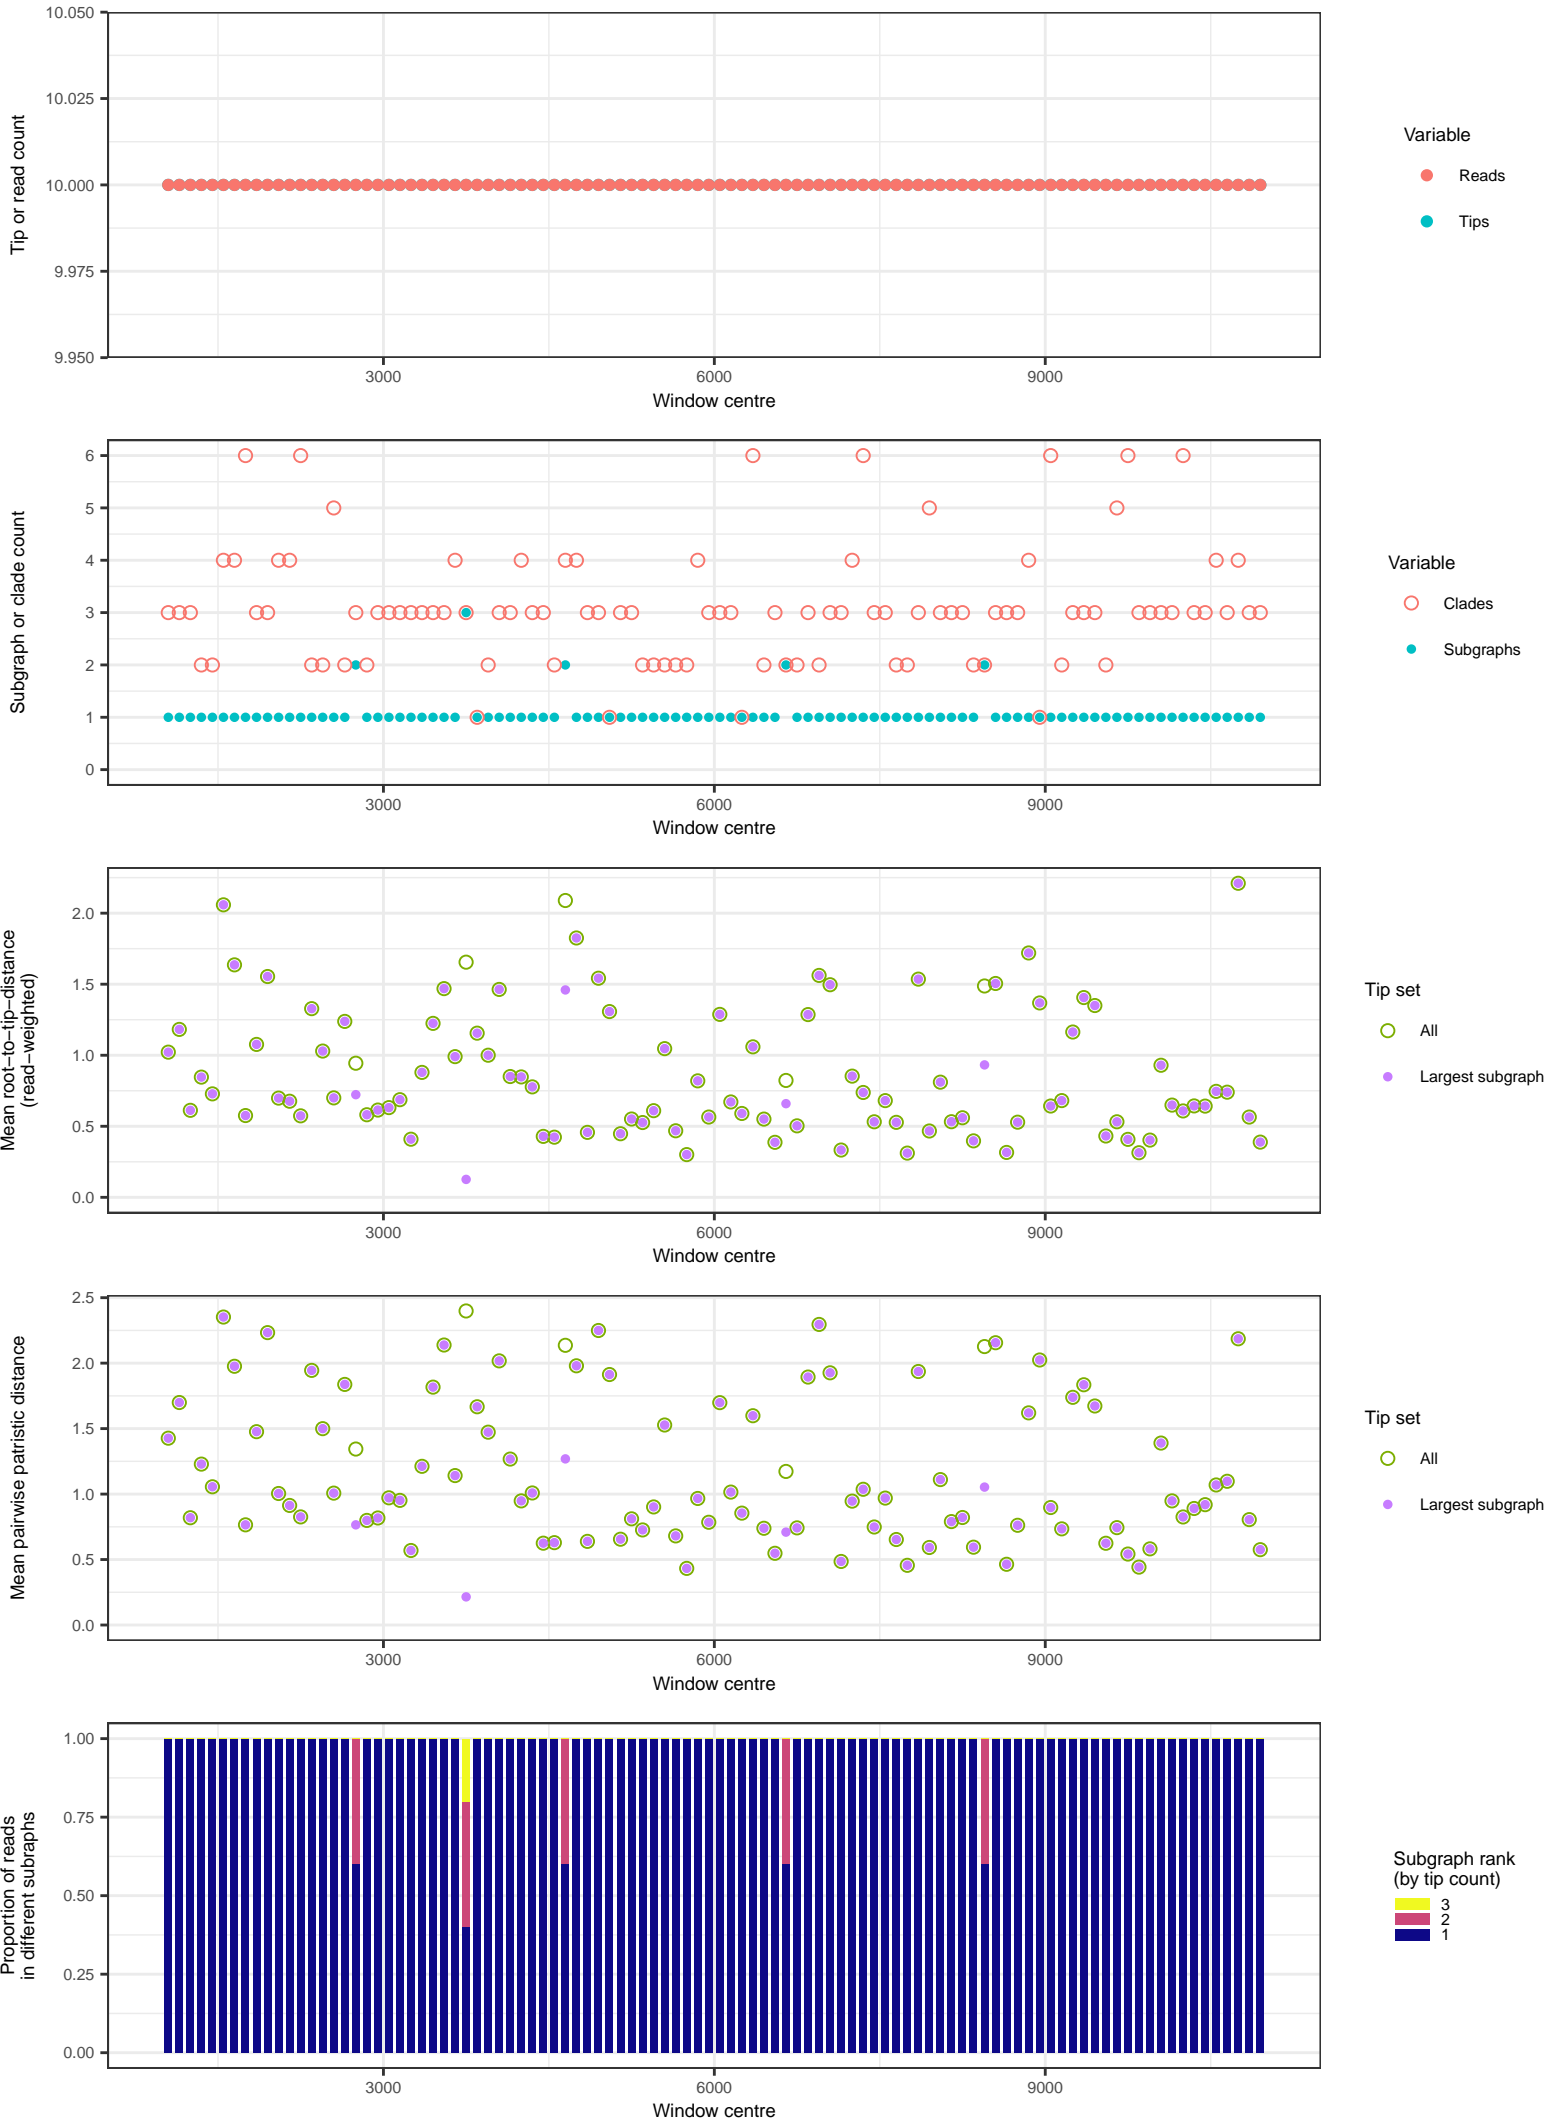 10.050
10.025
10.000
9.975
9.950
Tip or read count
3000
6000
9000
Window centre
Variable
Reads
Tips
6
5
4
3
2
1
0
Subgraph or clade count
3000
6000
9000
Window centre
Variable
Clades
Subgraphs
2.0
1.5
1.0
0.5
0.0
Mean root−to−tip−distance
(read−weighted)
3000
6000
9000
Window centre
Tip set
All
Largest subgraph
2.5
2.0
1.5
1.0
0.5
0.0
Mean pairwise patristic distance
3000
6000
9000
Window centre
Tip set
All
Largest subgraph
1.00
0.75
0.50
0.25
0.00
Proportion of reads
in different subraphs
3000
6000
9000
Window centre
Subgraph rank
(by tip count)
3
2
1